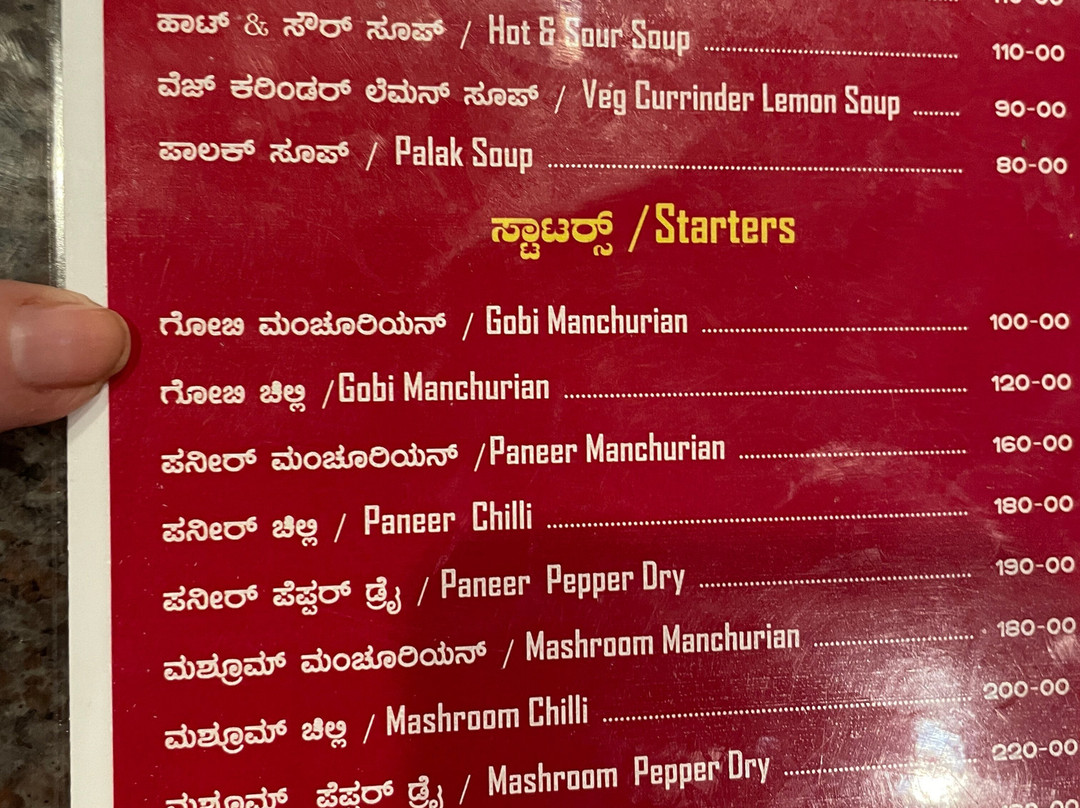 ಹಾಟ್ & ಸೌರ್ ಸೂಪ್ / Hot & Sour Soup 110-00
ವೆಜ್ ಕರಿಂಡರ್ ಲೆಮನ್ ಸೂಪ್ / Veg Currinder Lemon Soup 90-00
ಪಾಲಕ್ ಸೂಪ್ / Palak Soup 80-00
ಸ್ಟಾಟರ್‍ಸ್ / Starters
ಗೋಬಿ ಮಂಚೂರಿಯನ್ / Gobi Manchurian 100-00
ಗೋಬಿ ಚಿಲ್ಲಿ / Gobi Manchurian 120-00
ಪನೀರ್ ಮಂಚೂರಿಯನ್ / Paneer Manchurian 160-00
ಪನೀರ್ ಚಿಲ್ಲಿ / Paneer Chilli 180-00
ಪನೀರ್ ಪೆಪ್ಪರ್ ಡ್ರೈ / Paneer Pepper Dry 190-00
ಮಶ್ರೂಮ್ ಮಂಚೂರಿಯನ್ / Mashroom Manchurian 180-00
ಮಶ್ರೂಮ್ ಚಿಲ್ಲಿ / Mashroom Chilli 200-00
ಮಶ್ರೂಮ್ ಪೆಪ್ಪರ್ ಡ್ರೈ / Mashroom Pepper Dry 220-00